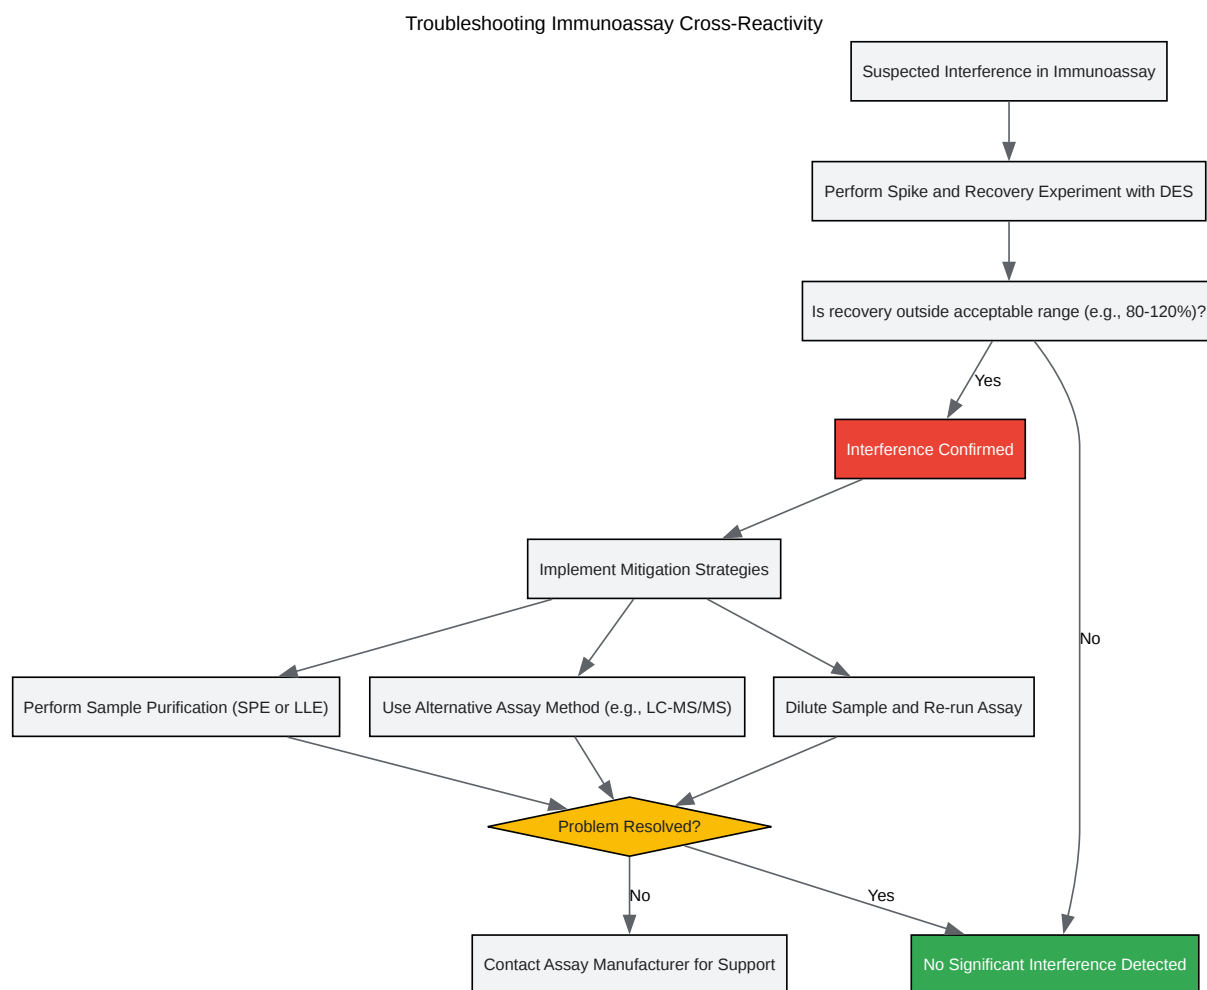 Troubleshooting Immunoassay Cross-Reactivity
Suspected Interference in Immunoassay
Perform Spike and Recovery Experiment with DES
Is recovery outside acceptable range (e.g., 80-120%)?
Yes
Interference Confirmed
Implement Mitigation Strategies
No
Perform Sample Purification (SPE or LLE)
Use Alternative Assay Method (e.g., LC-MS/MS)
Dilute Sample and Re-run Assay
Problem Resolved?
No
Yes
Contact Assay Manufacturer for Support
No Significant Interference Detected